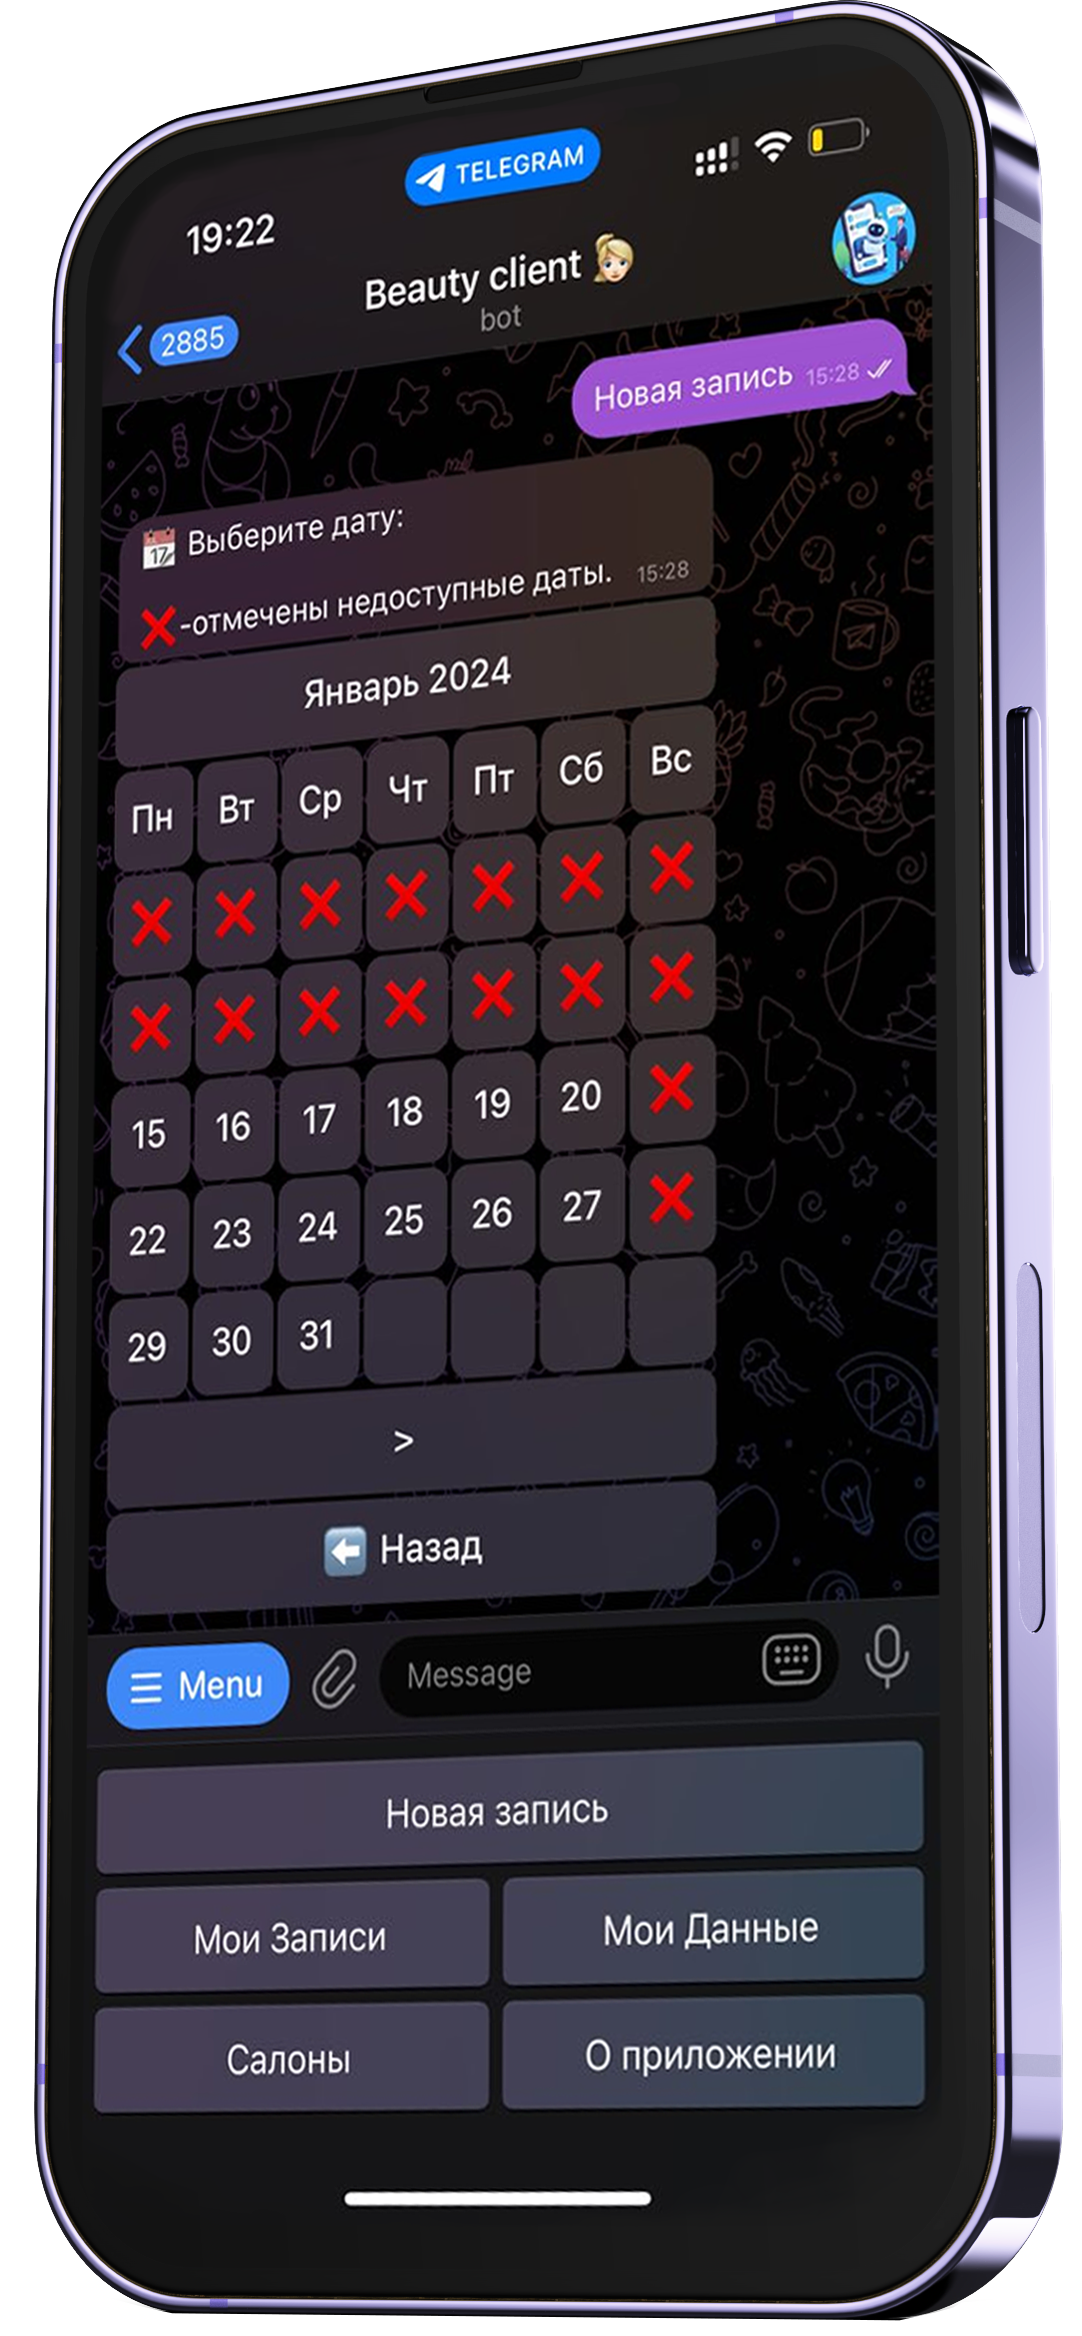 TELEGRAM
19:22
Beauty client
bot
2885
Новая запись 15:28
Выберите дату:
❌-отмечены недоступные даты. 15:28
Январь 2024
Пн Вт Ср Чт Пт Сб Вс
❌ ❌ ❌ ❌ ❌ ❌ ❌
❌ ❌ ❌ ❌ ❌ ❌ ❌
15 16 17 18 19 20 ❌
22 23 24 25 26 27 ❌
29 30 31
>
Назад
Menu Message
Новая запись
Мои Записи Мои Данные
Салоны О приложении